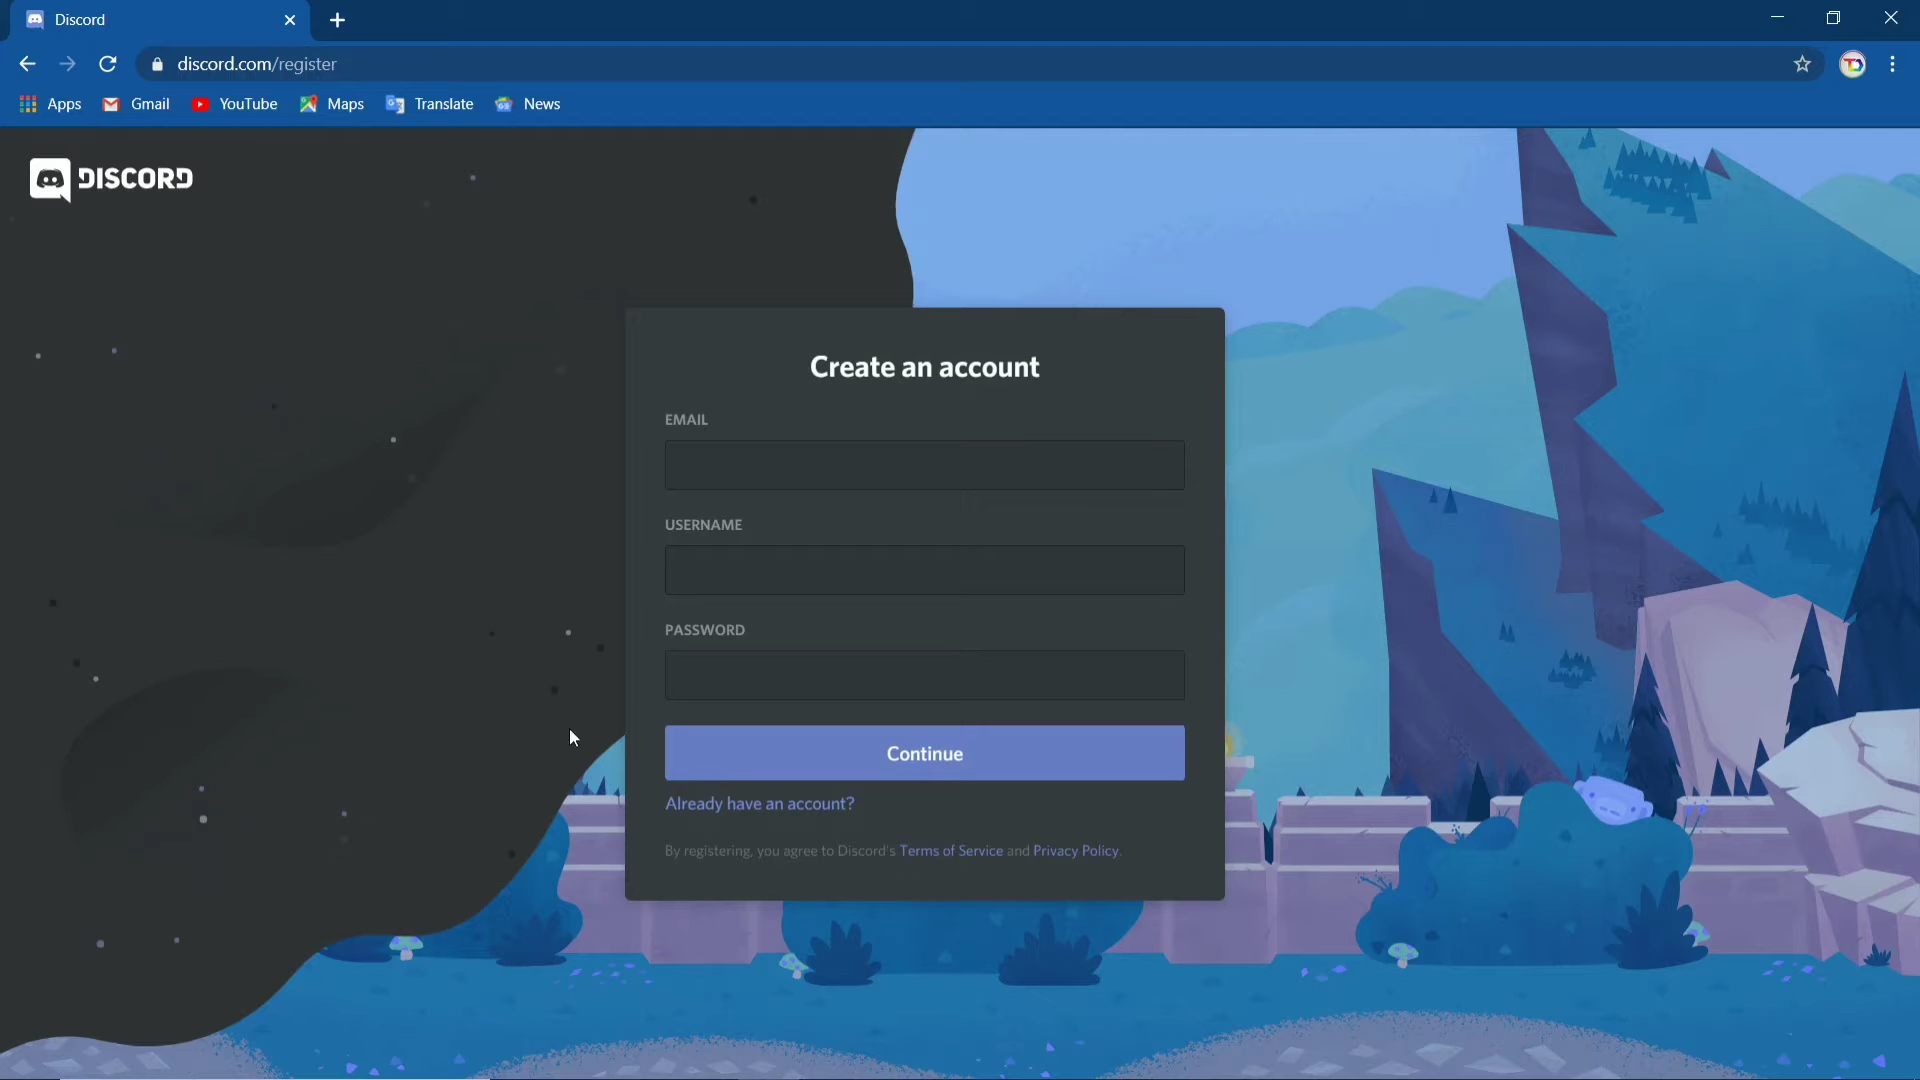 Discord
discord.com/register
Apps Gmail YouTube Maps Translate News
DISCORD
Create an account
EMAIL
USERNAME
PASSWORD
Continue
Already have an account?
By registering, you agree to Discord's Terms of Service and Privacy Policy.